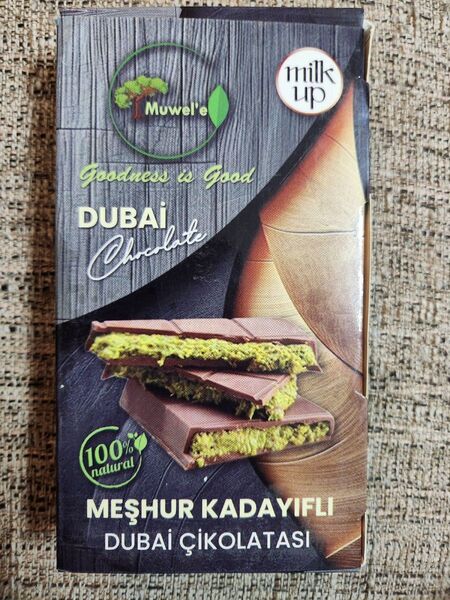 Muwel'e
milk
up
Goodness is Good
DUBAİ
Chocolate
100%
natural
MEŞHUR KADAYIFLI
DUBAİ ÇİKOLATASI